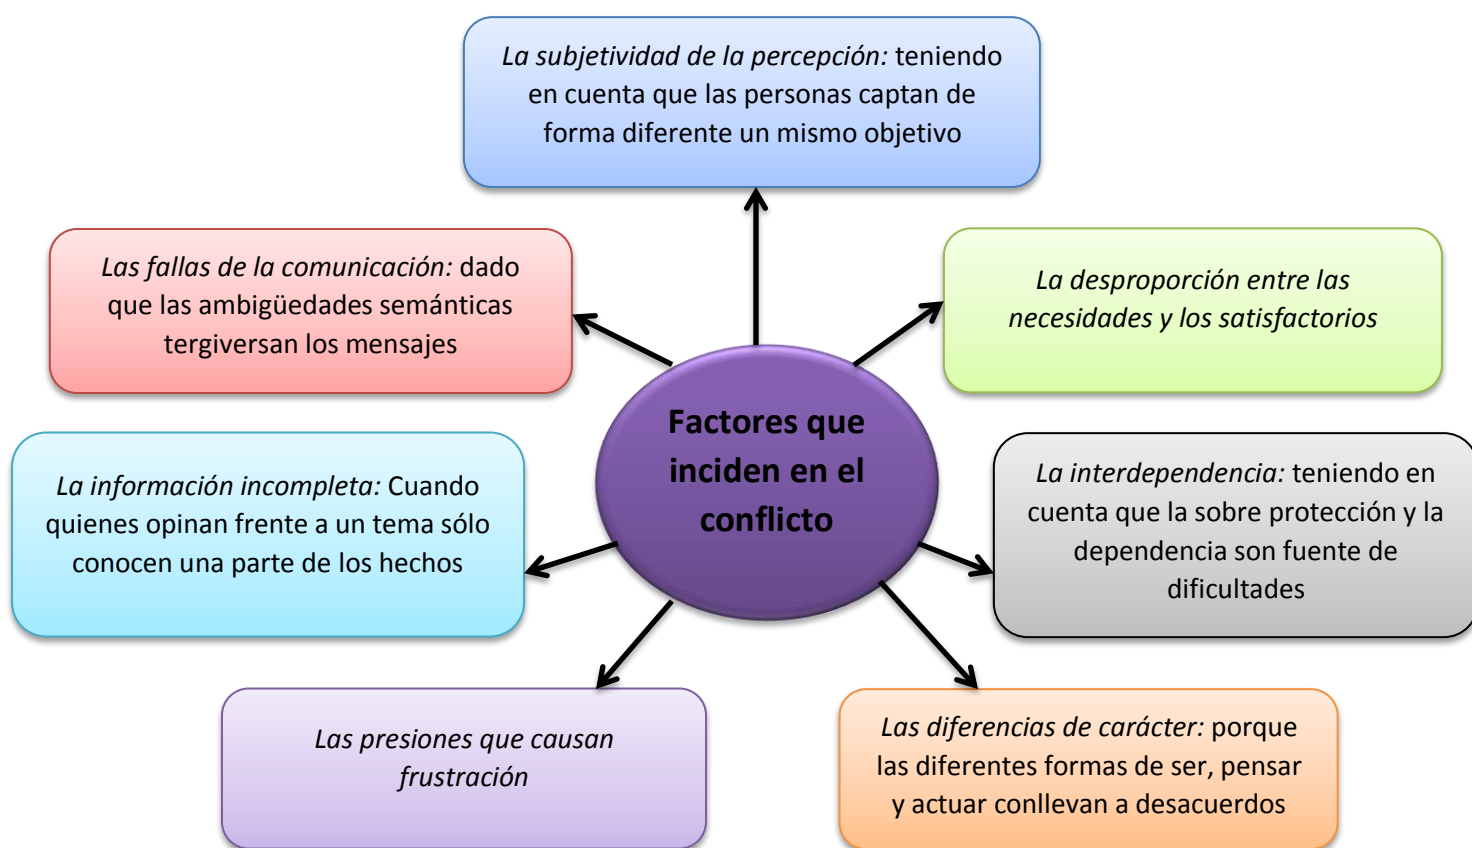 La subjetividad de la percepción: teniendo
en cuenta que las personas captan de
forma diferente un mismo objetivo
Las fallas de la comunicación: dado
que las ambigüedades semánticas
tergiversan los mensajes
La desproporción entre las
necesidades y los satisfactorios
Factores que
inciden en el
conflicto
La información incompleta: Cuando
quienes opinan frente a un tema sólo
conocen una parte de los hechos
La interdependencia: teniendo en
cuenta que la sobre protección y la
dependencia son fuente de
dificultades
Las presiones que causan
frustración
Las diferencias de carácter: porque
las diferentes formas de ser, pensar
y actuar conllevan a desacuerdos